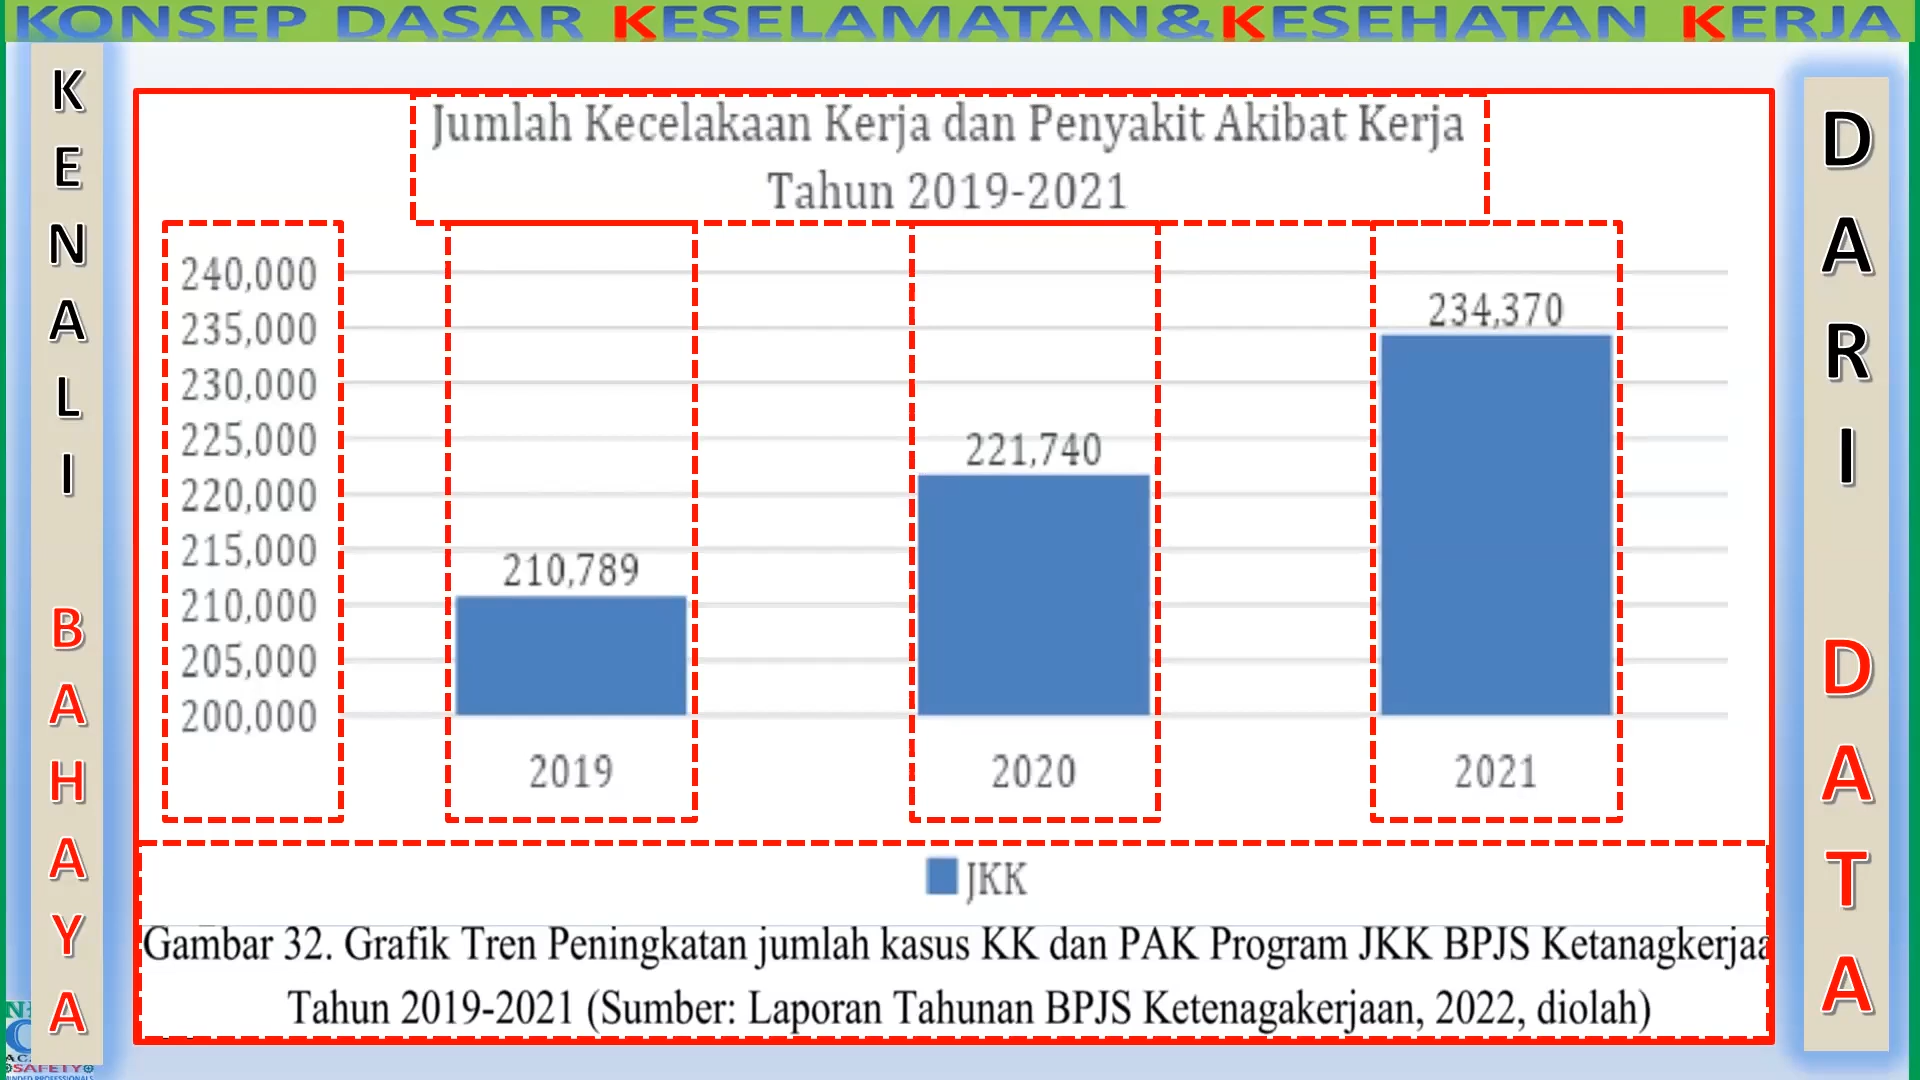 KONSEP DASAR KESELAMATAN&KESEHATAN KERJA
KENALI BAHAYA
Jumlah Kecelakaan Kerja dan Penyakit Akibat Kerja
Tahun 2019-2021
240,000
235,000
230,000
225,000
220,000
215,000
210,000
205,000
200,000
210,789
221,740
234,370
2019
2020
2021
JKK
Gambar 32. Grafik Tren Peningkatan jumlah kasus KK dan PAK Program JKK BPJS Ketanagkerjaa
Tahun 2019-2021 (Sumber: Laporan Tahunan BPJS Ketenagakerjaan, 2022, diolah)
DARI DATA
SAFETY